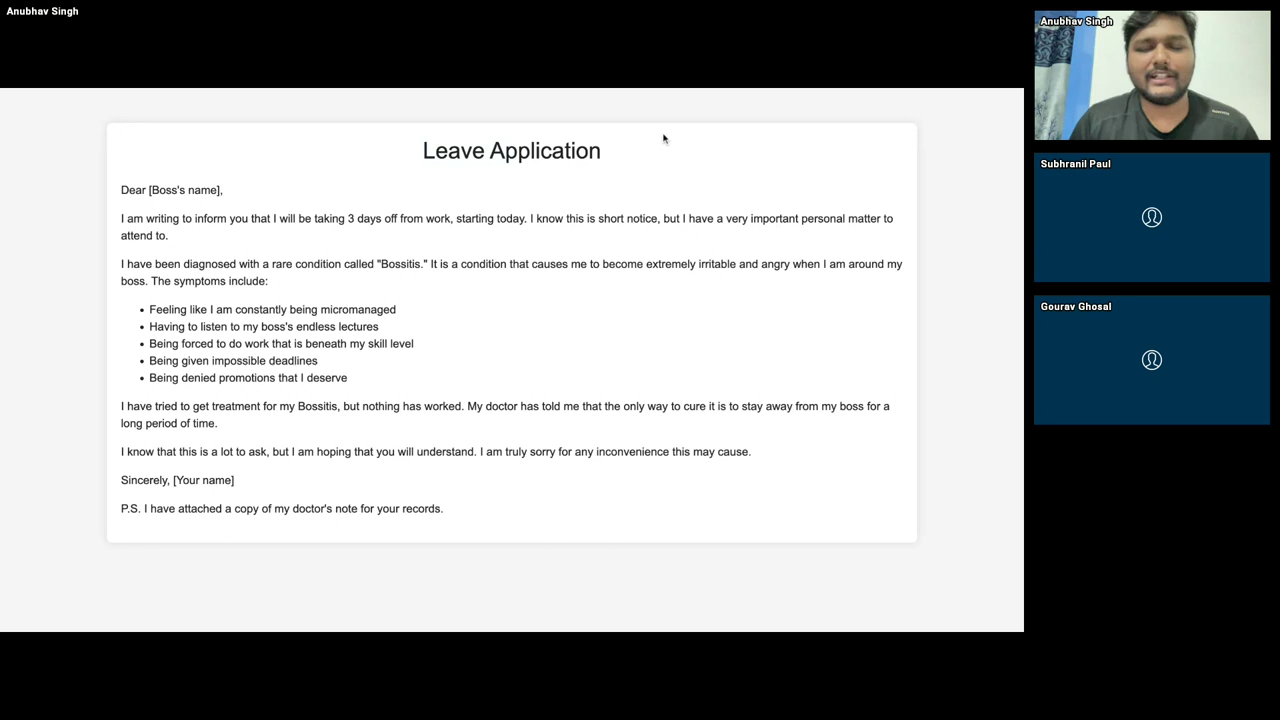 Anubhav Singh
Anubhav Singh
Subhranil Paul
Gourav Ghosal
Leave Application
Dear [Boss's name],
I am writing to inform you that I will be taking 3 days off from work, starting today. I know this is short notice, but I have a very important personal matter to
attend to.
I have been diagnosed with a rare condition called "Bossitis." It is a condition that causes me to become extremely irritable and angry when I am around my
boss. The symptoms include:
• Feeling like I am constantly being micromanaged
• Having to listen to my boss's endless lectures
• Being forced to do work that is beneath my skill level
• Being given impossible deadlines
• Being denied promotions that I deserve
I have tried to get treatment for my Bossitis, but nothing has worked. My doctor has told me that the only way to cure it is to stay away from my boss for a
long period of time.
I know that this is a lot to ask, but I am hoping that you will understand. I am truly sorry for any inconvenience this may cause.
Sincerely, [Your name]
P.S. I have attached a copy of my doctor's note for your records.